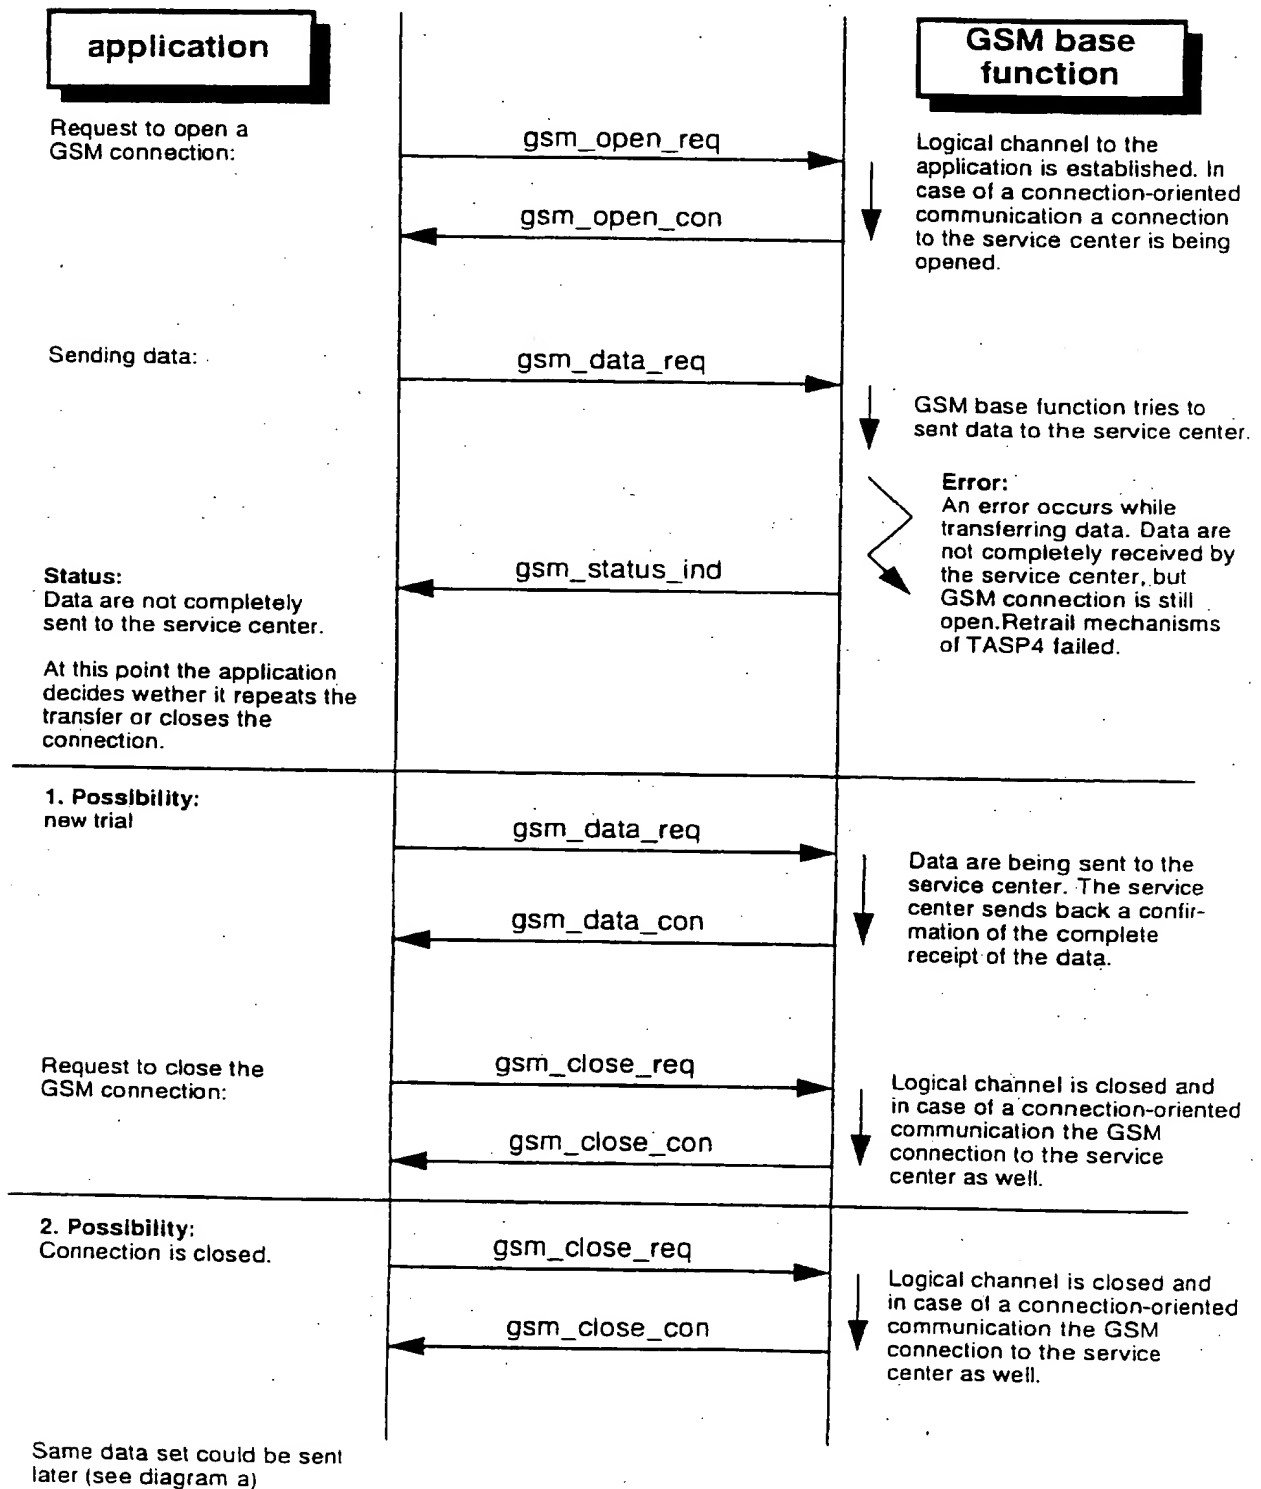 application
GSM base
function
Request to open a
GSM connection:
gsm_open_req
Logical channel to the
application is established. In
case of a connection-oriented
communication a connection
to the service center is being
opened.
gsm_open_con
Sending data:
gsm_data_req
GSM base function tries to
sent data to the service center.
Error:
An error occurs while
transferring data. Data are
not completely received by
the service center, but
GSM connection is still
open.Retrail mechanisms
of TASP4 failed.
gsm_status_ind
Status:
Data are not completely
sent to the service center.
At this point the application
decides wether it repeats the
transfer or closes the
connection.
1. Possibility:
new trial
gsm_data_req
Data are being sent to the
service center. The service
center sends back a confir-
mation of the complete
receipt of the data.
gsm_data_con
Request to close the
GSM connection:
gsm_close_req
Logical channel is closed and
in case of a connection-oriented
communication the GSM
connection to the service
center as well.
gsm_close_con
2. Possibility:
Connection is closed.
gsm_close_req
Logical channel is closed and
in case of a connection-oriented
communication the GSM
connection to the service
center as well.
gsm_close_con
Same data set could be sent
later (see diagram a)